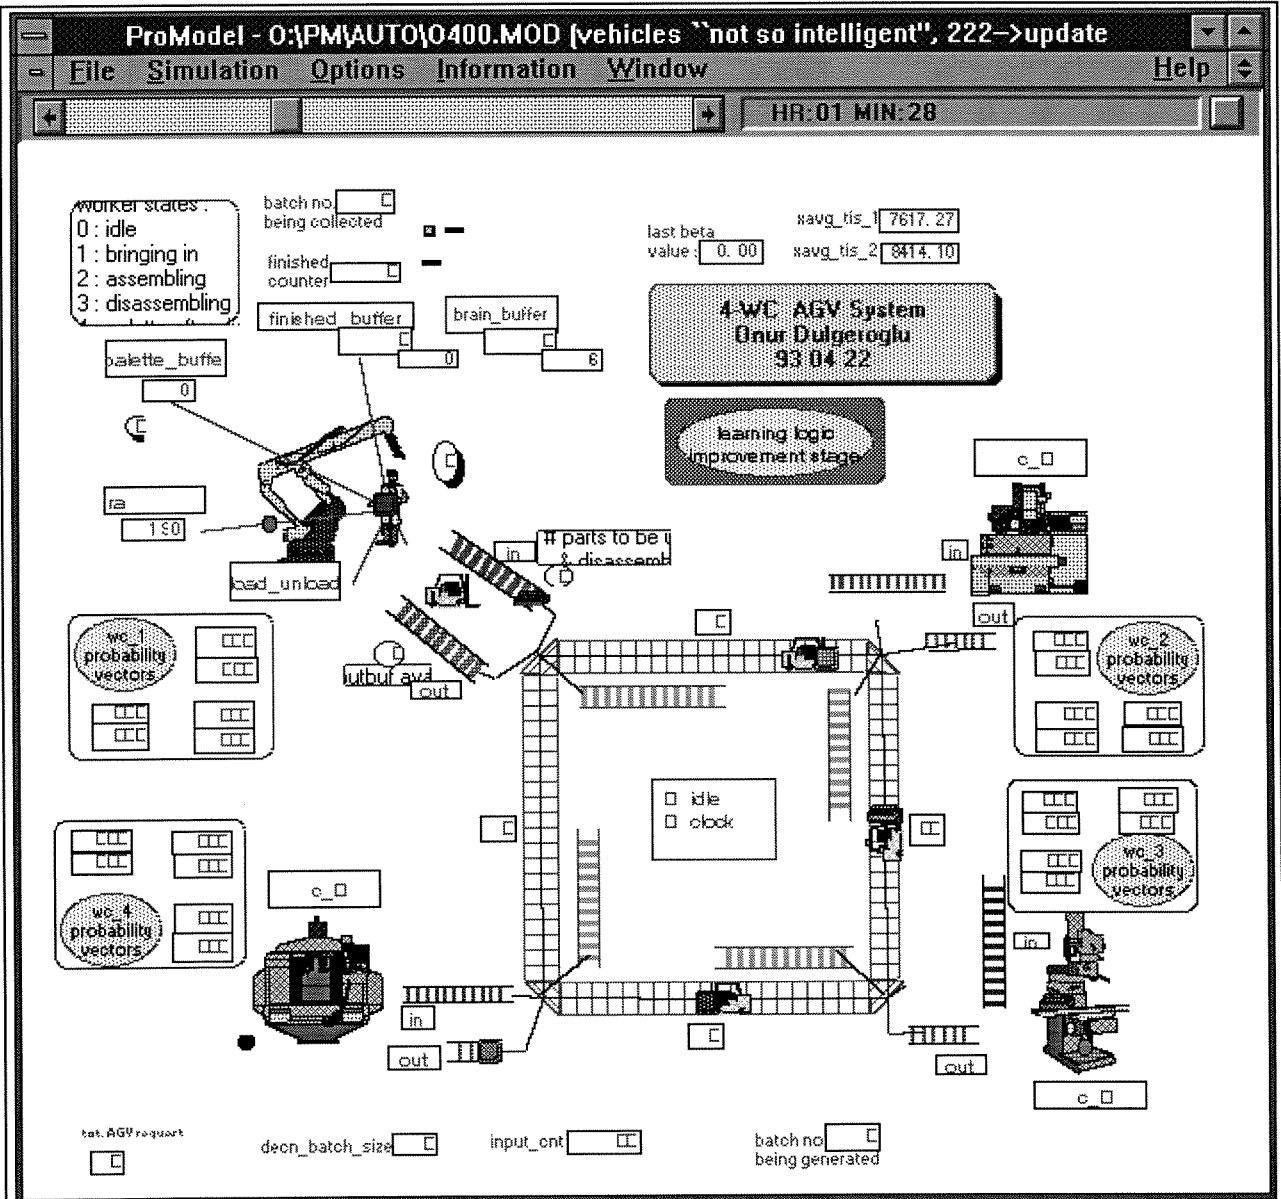 ProModel - O:\PM\AUTO\O400.MOD (vehicles ``not so intelligent", 222-->update
File Simulation Options Information Window Help
HR:01 MIN:28
worker states :
0 : idle
1 : bringing in
2 : assembling
3 : disassembling
batch no.
being collected
finished
counter
finished_buffer
0
brain_buffer
6
last beta
value : 0.00
xavg_tis_1 7617.27
xavg_tis_2 8414.10
4-WC AGV System
Onur Dulgeroglu
93 04 22
learning logic
improvement stage
palette_buffe
0
ra
load_unload
in
# parts to be
& disassemb
out
c_
in
out
wc_1
probability
vectors
wc_2
probability
vectors
idle
clock
wc_3
probability
vectors
wc_4
probability
vectors
c_
in
out
in
out
c_
tot. AGV request
decn_batch_size
input_cnt
batch no
being generated